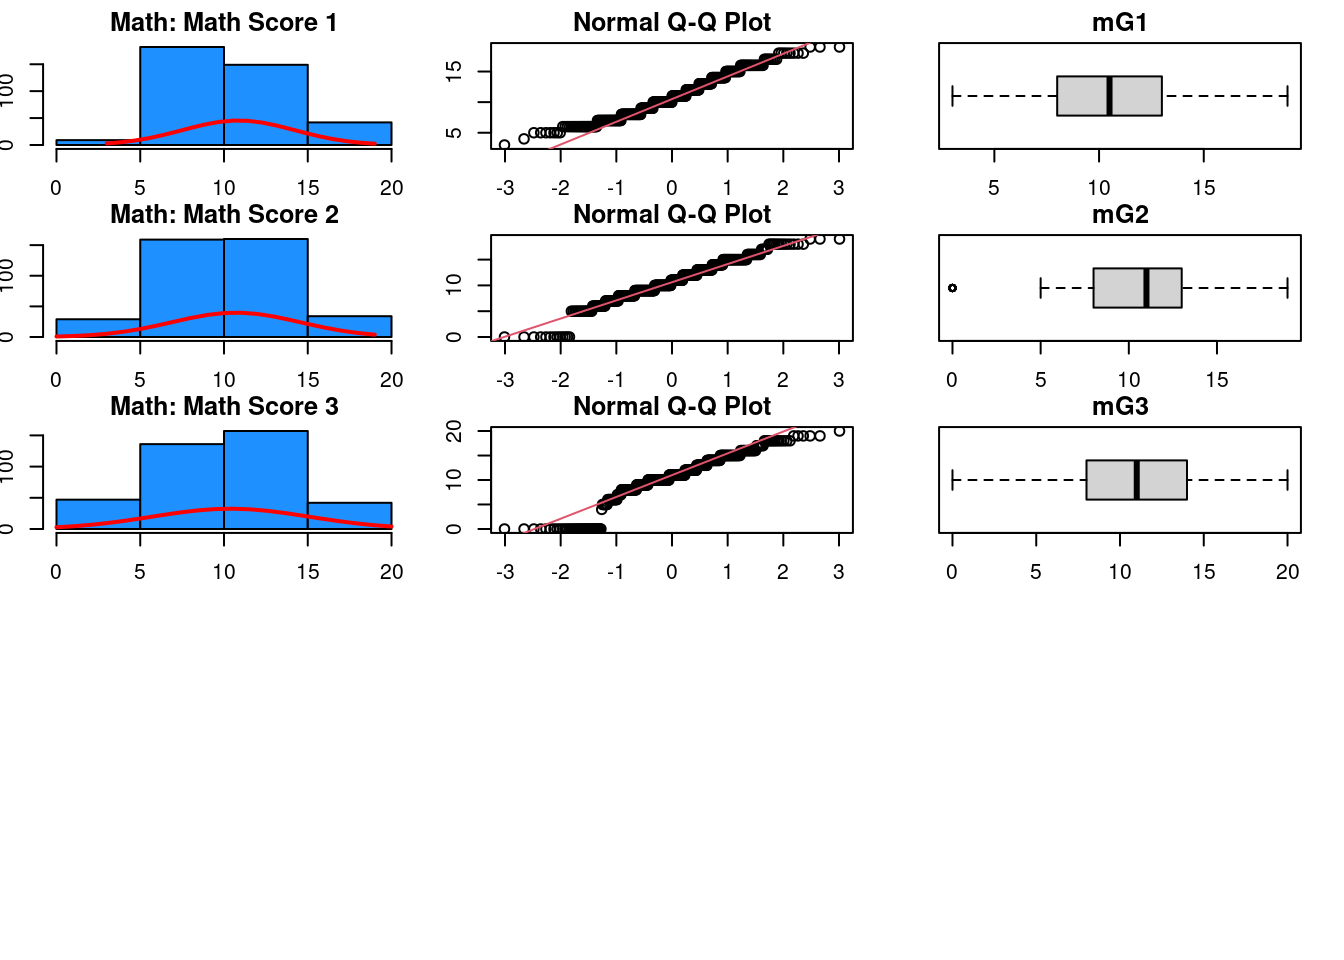 Math: Math Score 1 Normal Q-Q Plot mG1
0 100
5 15
0 5 10 15 20 -3 -2 -1 0 1 2 3 5 10 15
Math: Math Score 2 Normal Q-Q Plot mG2
0 100
0 10
0 5 10 15 20 -3 -2 -1 0 1 2 3 0 5 10 15
Math: Math Score 3 Normal Q-Q Plot mG3
0 100
0 10 20
0 5 10 15 20 -3 -2 -1 0 1 2 3 0 5 10 15 20